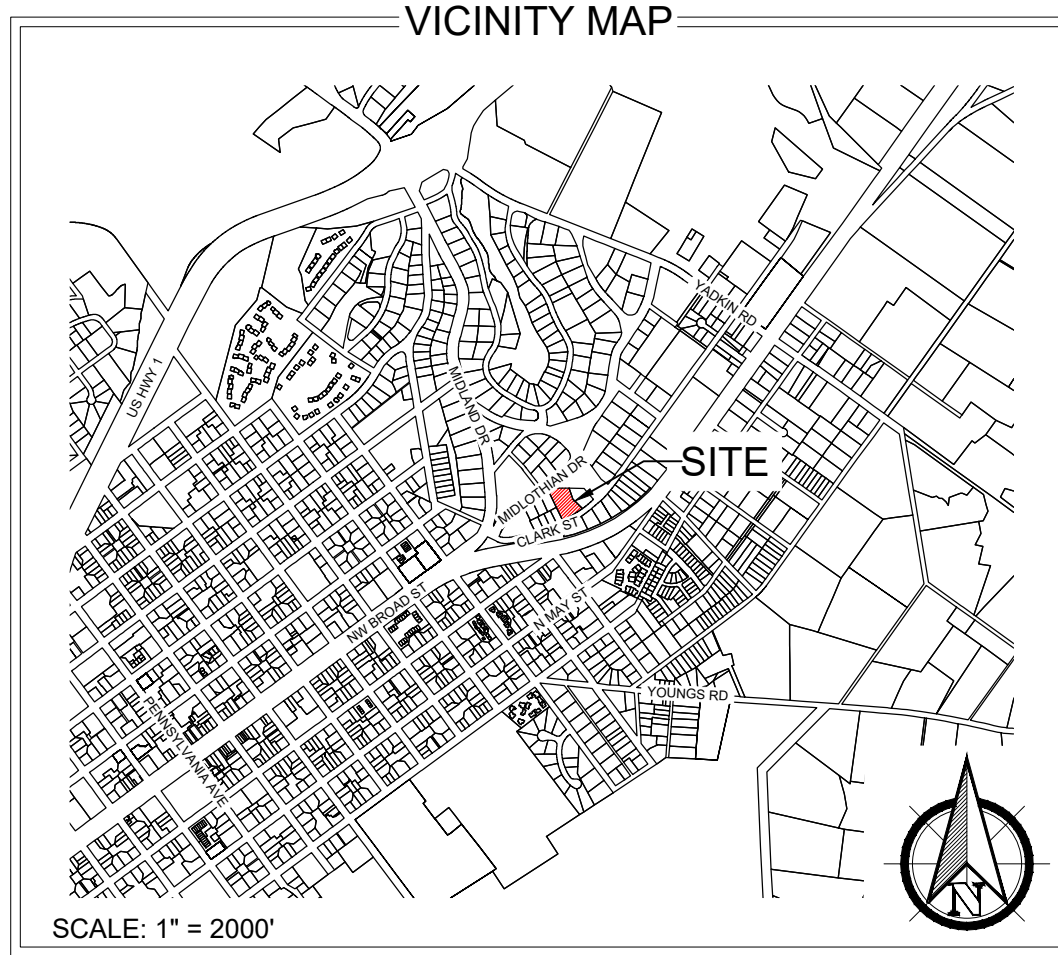 VICINITY MAP
YADKIN RD
US HWY 1
MIDLAND DR
SITE
MIDLOTHIAN DR
CLARK ST
NW BROAD ST
N MAY ST
YOUNGS RD
PENNSYLVANIA AVE
N
SCALE: 1" = 2000'